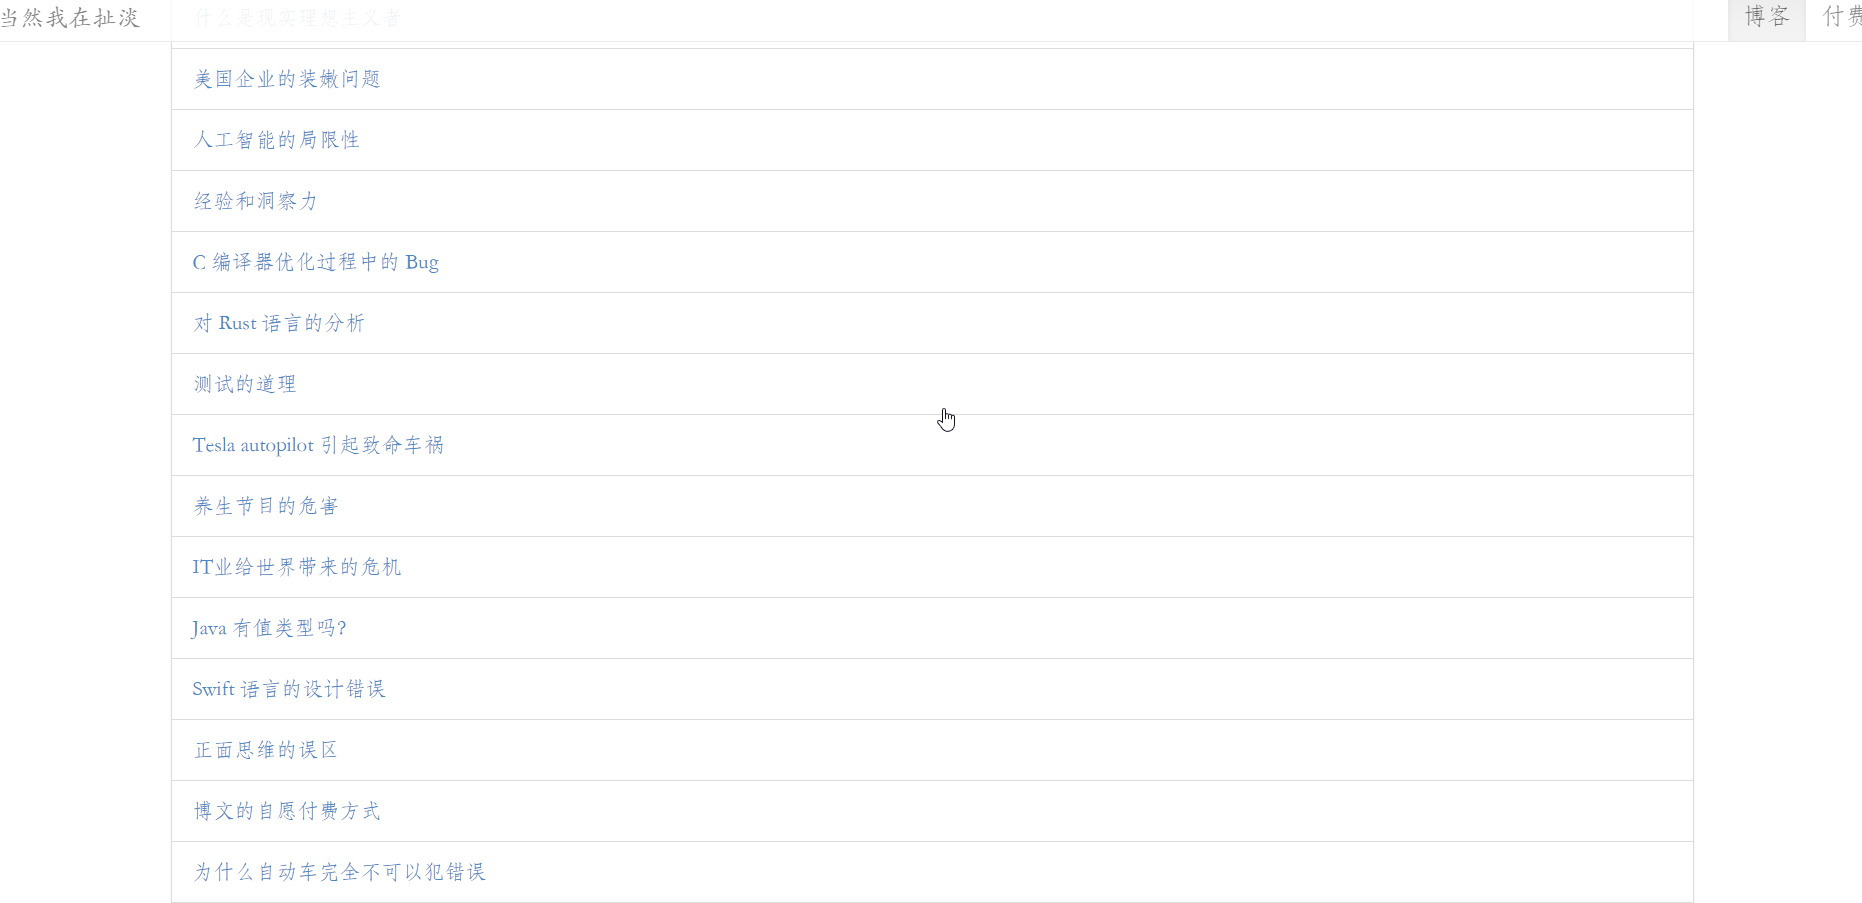 当然我在扯淡
什么是现实理想主义者
博客
付费
美国企业的装嫩问题
人工智能的局限性
经验和洞察力
C 编译器优化过程中的 Bug
对 Rust 语言的分析
测试的道理
Tesla autopilot 引起致命车祸
养生节目的危害
IT业给世界带来的危机
Java 有值类型吗?
Swift 语言的设计错误
正面思维的误区
博文的自愿付费方式
为什么自动车完全不可以犯错误